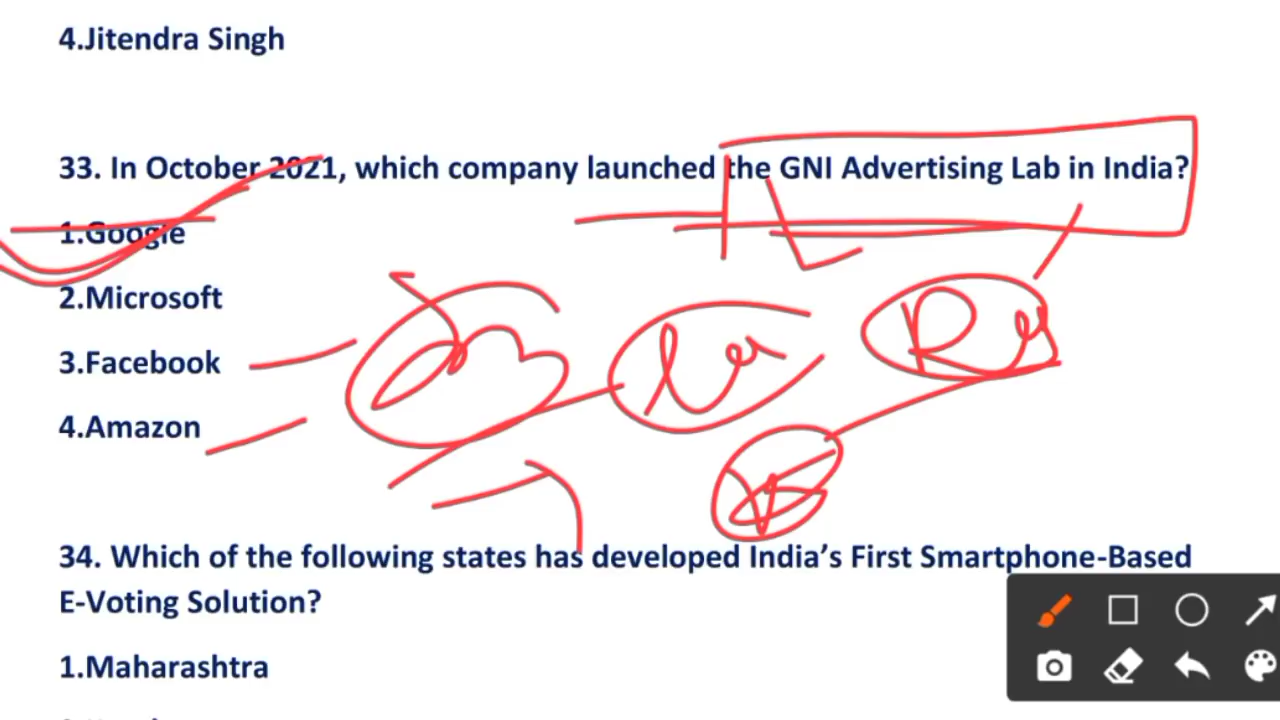 4.Jitendra Singh
33. In October 2021, which company launched the GNI Advertising Lab in India?
1.Google
2.Microsoft
3.Facebook
4.Amazon
34. Which of the following states has developed India’s First Smartphone-Based
E-Voting Solution?
1.Maharashtra